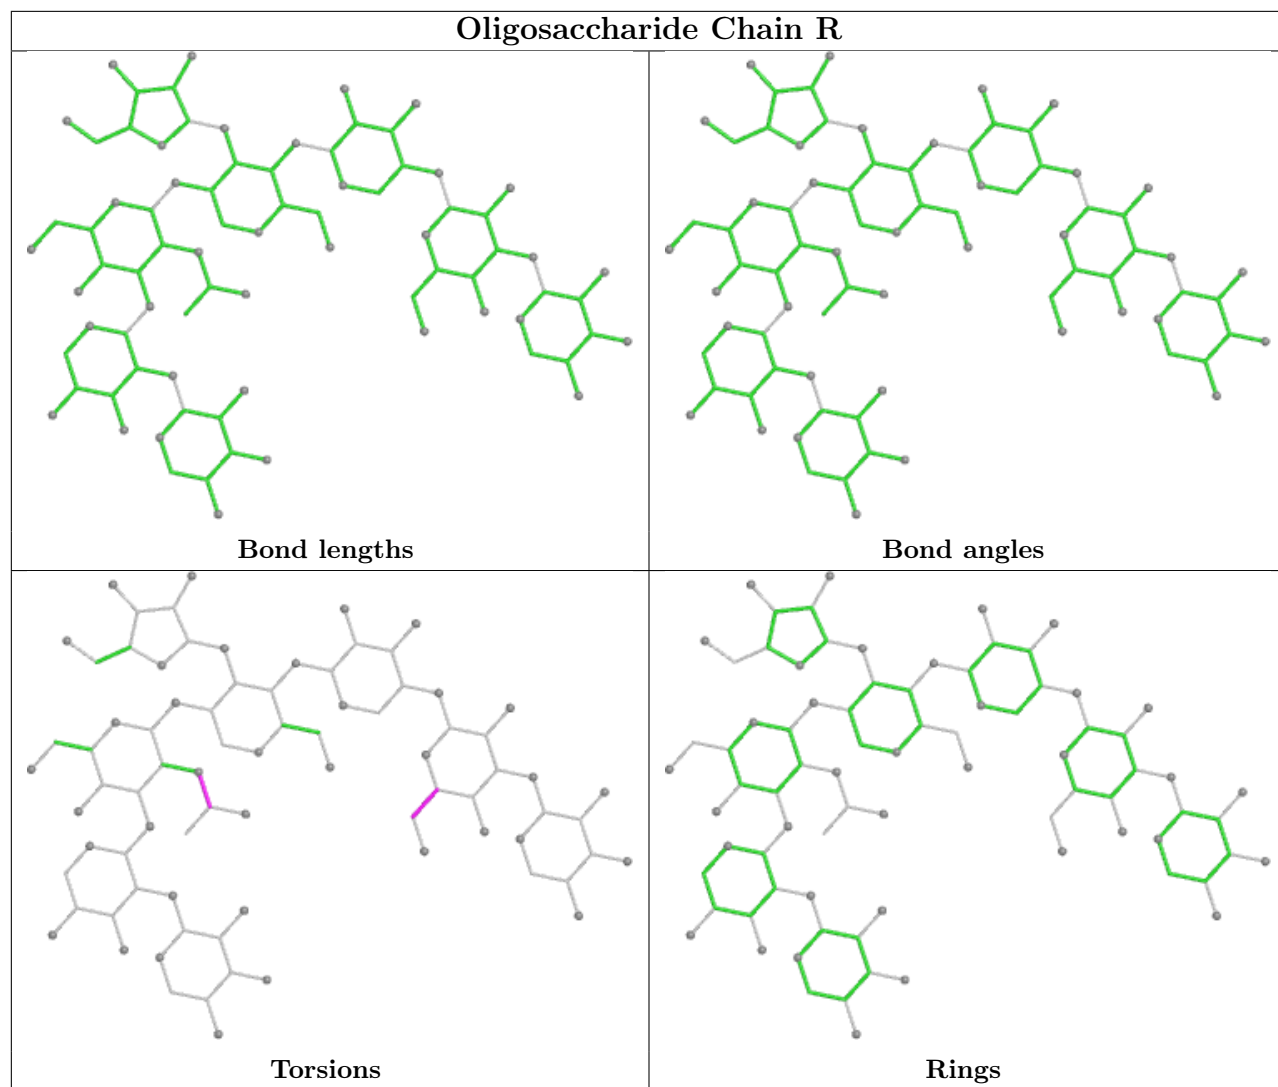 Oligosaccharide Chain R
Bond lengths
Bond angles
Torsions
Rings